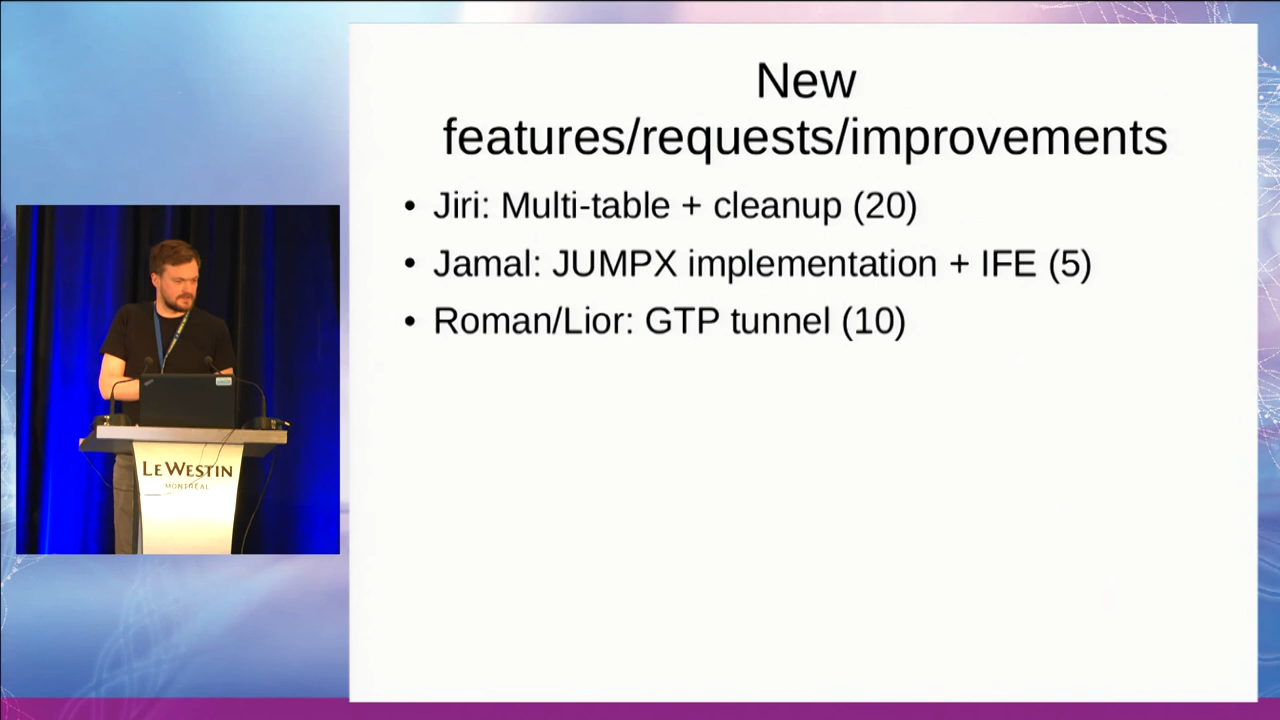 New
features/requests/improvements
• Jiri: Multi-table + cleanup (20)
• Jamal: JUMPX implementation + IFE (5)
• Roman/Lior: GTP tunnel (10)
LE WESTIN
MONTRÉAL